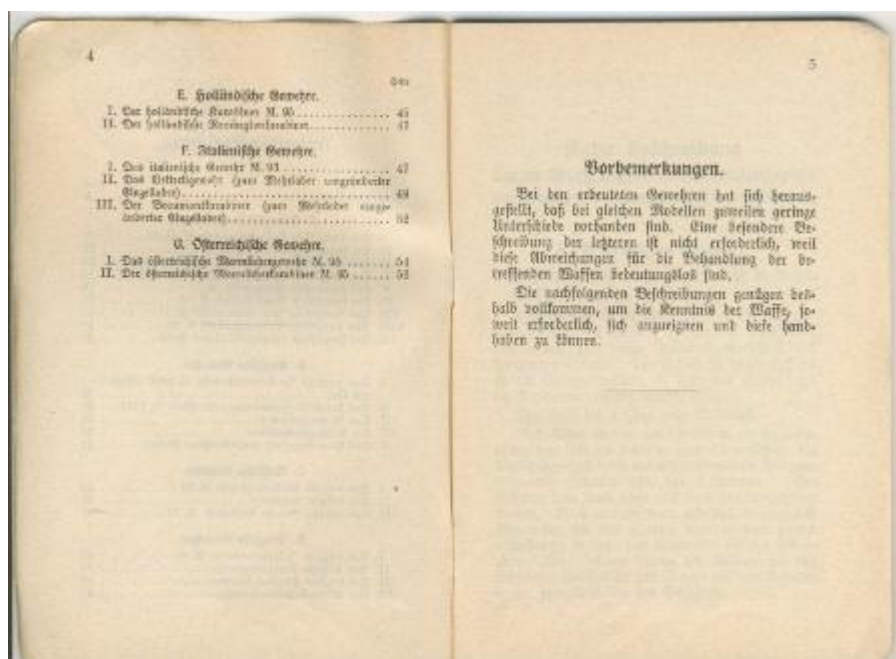 4
Seite
E. Holländische Gewehre.
I. Der holländische Karabiner M. 95 ................ 45
II. Der holländische Remingtonkarabiner ............... 47
F. Italienische Gewehre.
I. Das italienische Gewehr M. 91 .................... 47
II. Das Vetterligewehr (zum Mehrlader umgeänderter
Einzellader) ................................ 49
III. Der (zum Mehrlader umge-
änderter Einzellader) .......................... 52
G. Österreichische Gewehre.
I. Das österreichische Mannlichergewehr M. 95 ...... 54
II. Der österreichische Mannlicherkarabiner M. 95 ......
5
Vorbemerkungen.
Bei den erbeuteten Gewehren hat sich heraus-
gestellt, daß bei gleichen Modellen zuweilen geringe
Unterschiede vorhanden sind. Eine besondere Be-
schreibung der letzteren ist nicht erforderlich, weil
diese Abweichungen für die Behandlung der be-
treffenden Waffen bedeutungslos sind.
Die nachfolgenden Beschreibungen genügen des-
halb vollkommen, um die Kenntnis der Waffe, so-
weit erforderlich, sich anzueignen und diese hand-
haben zu können.